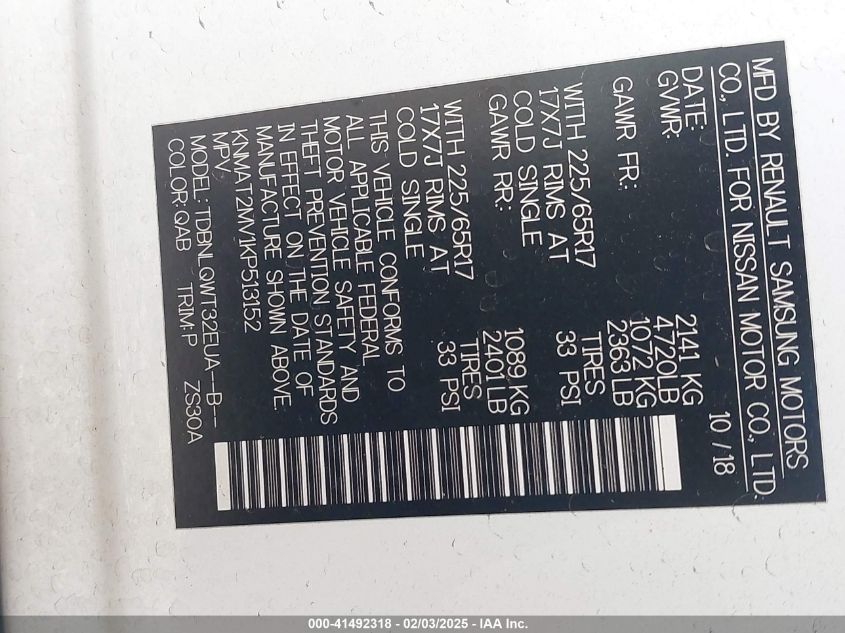 MFD BY RENAULT SAMSUNG MOTORS
CO., LTD. FOR NISSAN MOTOR CO., LTD.
DATE: 10 / 18
GVWR: 2141 KG
4720LB
GAWR FR: 1072 KG
2363 LB
WITH 225/65R17 TIRES
17X7J RIMS AT 33 PSI
COLD SINGLE
GAWR RR: 1089 KG
2401 LB
WITH 225/65R17 TIRES
17X7J RIMS AT 33 PSI
COLD SINGLE
THIS VEHICLE CONFORMS TO
ALL APPLICABLE FEDERAL
MOTOR VEHICLE SAFETY AND
THEFT PREVENTION STANDARDS
IN EFFECT ON THE DATE OF
MANUFACTURE SHOWN ABOVE.
KNMAT2MV1KP513152
MPV
MODEL: TDBNLQWT32EUA--B--
COLOR: QAB TRIM:P ZS30A
000-41492318 - 02/03/2025 - IAA Inc.